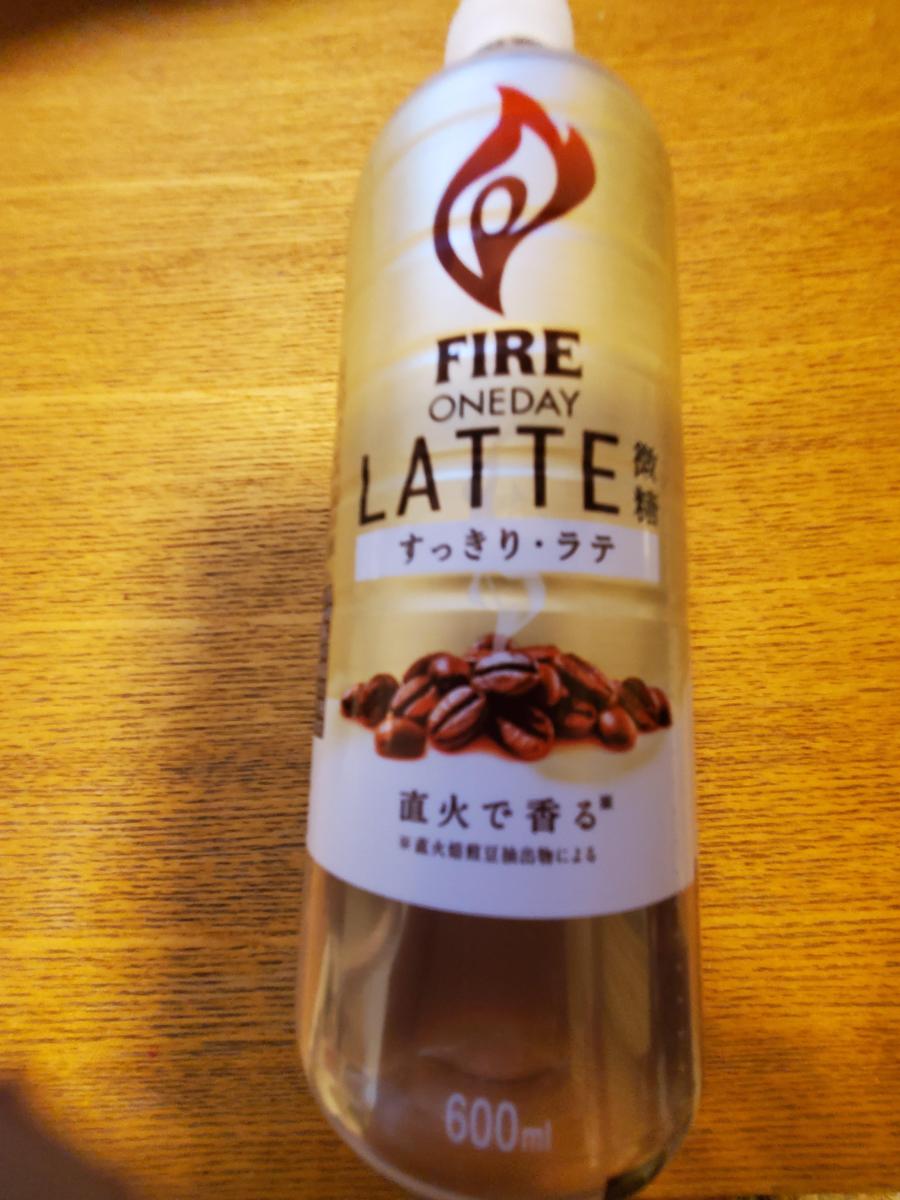 FIRE
ONEDAY
LATTE 微糖
すっきり・ラテ
直火で香る※
※直火焙煎豆抽出物による
600ml